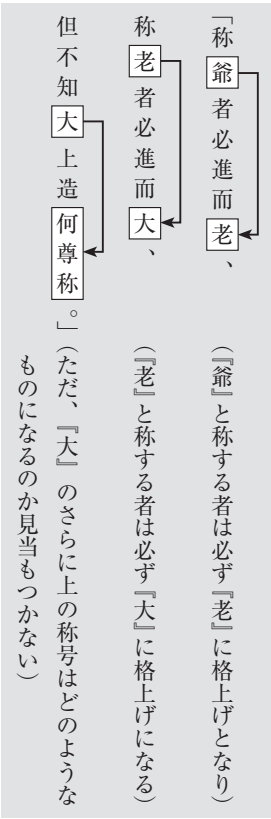 「称爺者必進而老、（『爺』と称する者は必ず『老』に格上げとなり）
称老者必進而大、（『老』と称する者は必ず『大』に格上げになる）
但不知大上造何尊称。」（ただ、『大』のさらに上の称号はどのような
ものになるのか見当もつかない）